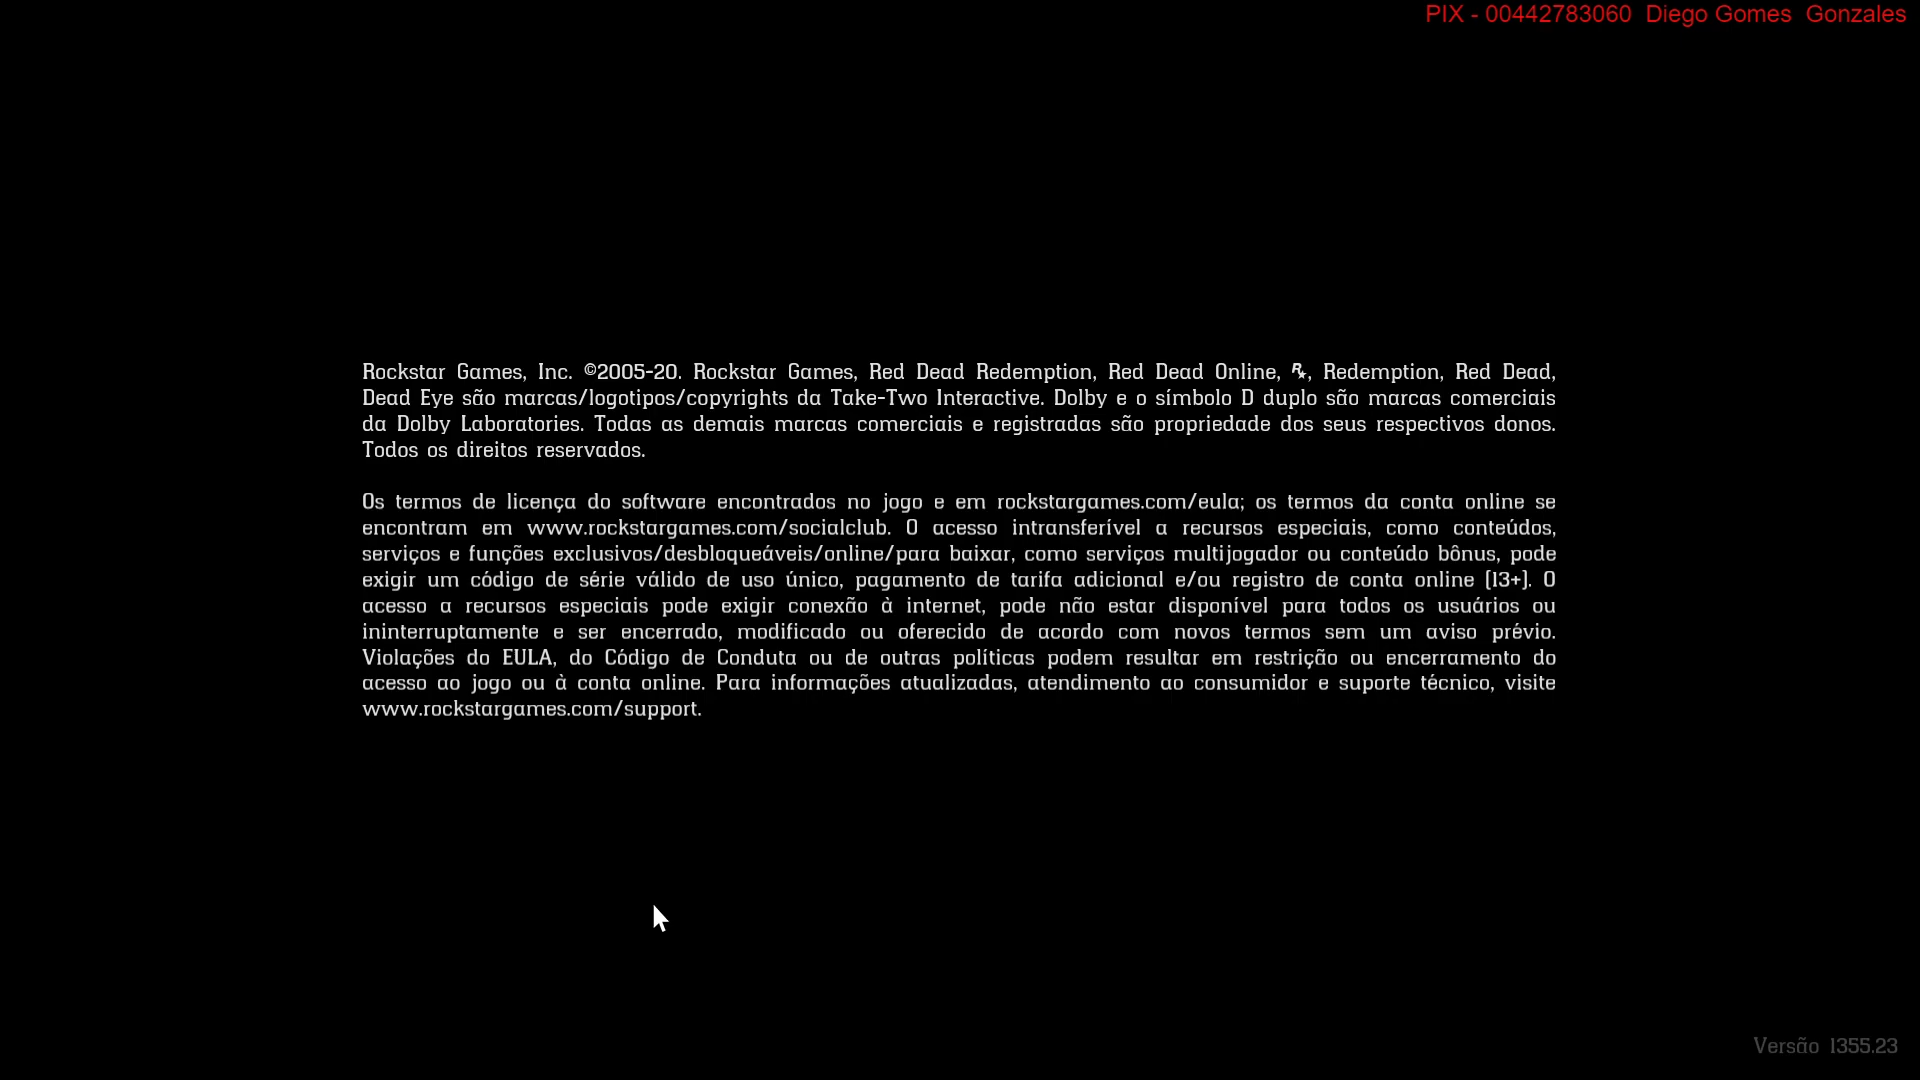 PIX - 00442783060 Diego Gomes Gonzales
Rockstar Games, Inc. ©2005-20. Rockstar Games, Red Dead Redemption, Red Dead Online, R★, Redemption, Red Dead,
Dead Eye são marcas/logotipos/copyrights da Take-Two Interactive. Dolby e o símbolo D duplo são marcas comerciais
da Dolby Laboratories. Todas as demais marcas comerciais e registradas são propriedade dos seus respectivos donos.
Todos os direitos reservados.
Os termos de licença do software encontrados no jogo e em rockstargames.com/eula; os termos da conta online se
encontram em www.rockstargames.com/socialclub. O acesso intransferível a recursos especiais, como conteúdos,
serviços e funções exclusivos/desbloqueáveis/online/para baixar, como serviços multijogador ou conteúdo bônus, pode
exigir um código de série válido de uso único, pagamento de tarifa adicional e/ou registro de conta online (13+). O
acesso a recursos especiais pode exigir conexão à internet, pode não estar disponível para todos os usuários ou
ininterruptamente e ser encerrado, modificado ou oferecido de acordo com novos termos sem um aviso prévio.
Violações do EULA, do Código de Conduta ou de outras políticas podem resultar em restrição ou encerramento do
acesso ao jogo ou à conta online. Para informações atualizadas, atendimento ao consumidor e suporte técnico, visite
www.rockstargames.com/support.
Versão 1355.23